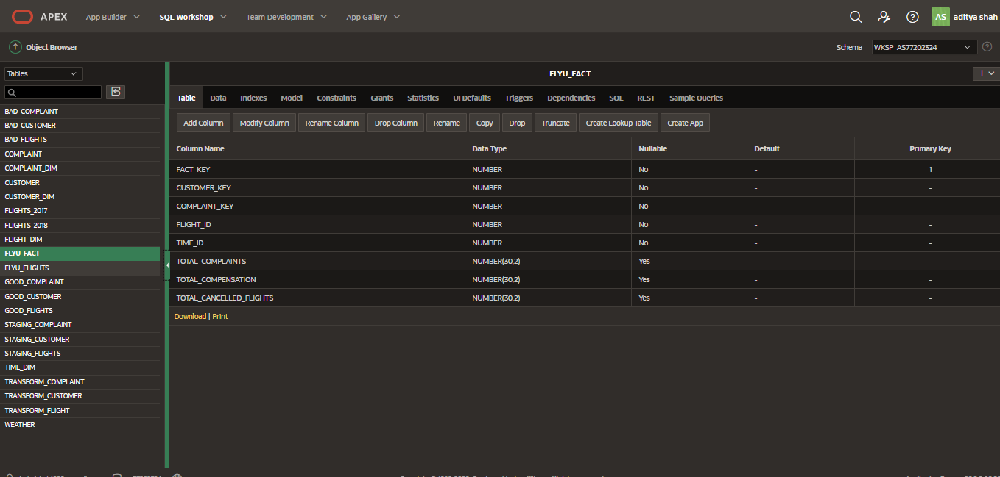 APEX App Builder SQL Workshop Team Development App Gallery AS aditya shah
Object Browser Schema WKSP_AS77202324
Tables
FLYU_FACT
Table Data Indexes Model Constraints Grants Statistics UI Defaults Triggers Dependencies SQL REST Sample Queries
Add Column Modify Column Rename Column Drop Column Rename Copy Drop Truncate Create Lookup Table Create App
BAD_COMPLAINT
BAD_CUSTOMER
BAD_FLIGHTS
COMPLAINT
COMPLAINT_DIM
CUSTOMER
CUSTOMER_DIM
FLIGHTS_2017
FLIGHTS_2018
FLIGHT_DIM
FLYU_FACT
FLYU_FLIGHTS
GOOD_COMPLAINT
GOOD_CUSTOMER
GOOD_FLIGHTS
STAGING_COMPLAINT
STAGING_CUSTOMER
STAGING_FLIGHTS
TIME_DIM
TRANSFORM_COMPLAINT
TRANSFORM_CUSTOMER
TRANSFORM_FLIGHT
WEATHER
Column Name Data Type Nullable Default Primary Key
FACT_KEY NUMBER No - 1
CUSTOMER_KEY NUMBER No - -
COMPLAINT_KEY NUMBER No - -
FLIGHT_ID NUMBER No - -
TIME_ID NUMBER No - -
TOTAL_COMPLAINTS NUMBER(30,2) Yes - -
TOTAL_COMPENSATION NUMBER(30,2) Yes - -
TOTAL_CANCELLED_FLIGHTS NUMBER(30,2) Yes - -
Download | Print